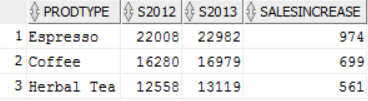 PRODTYPE S2012 S2013 SALESINCREASE
1 Espresso 22008 22982 974
2 Coffee 16280 16979 699
3 Herbal Tea 12558 13119 561